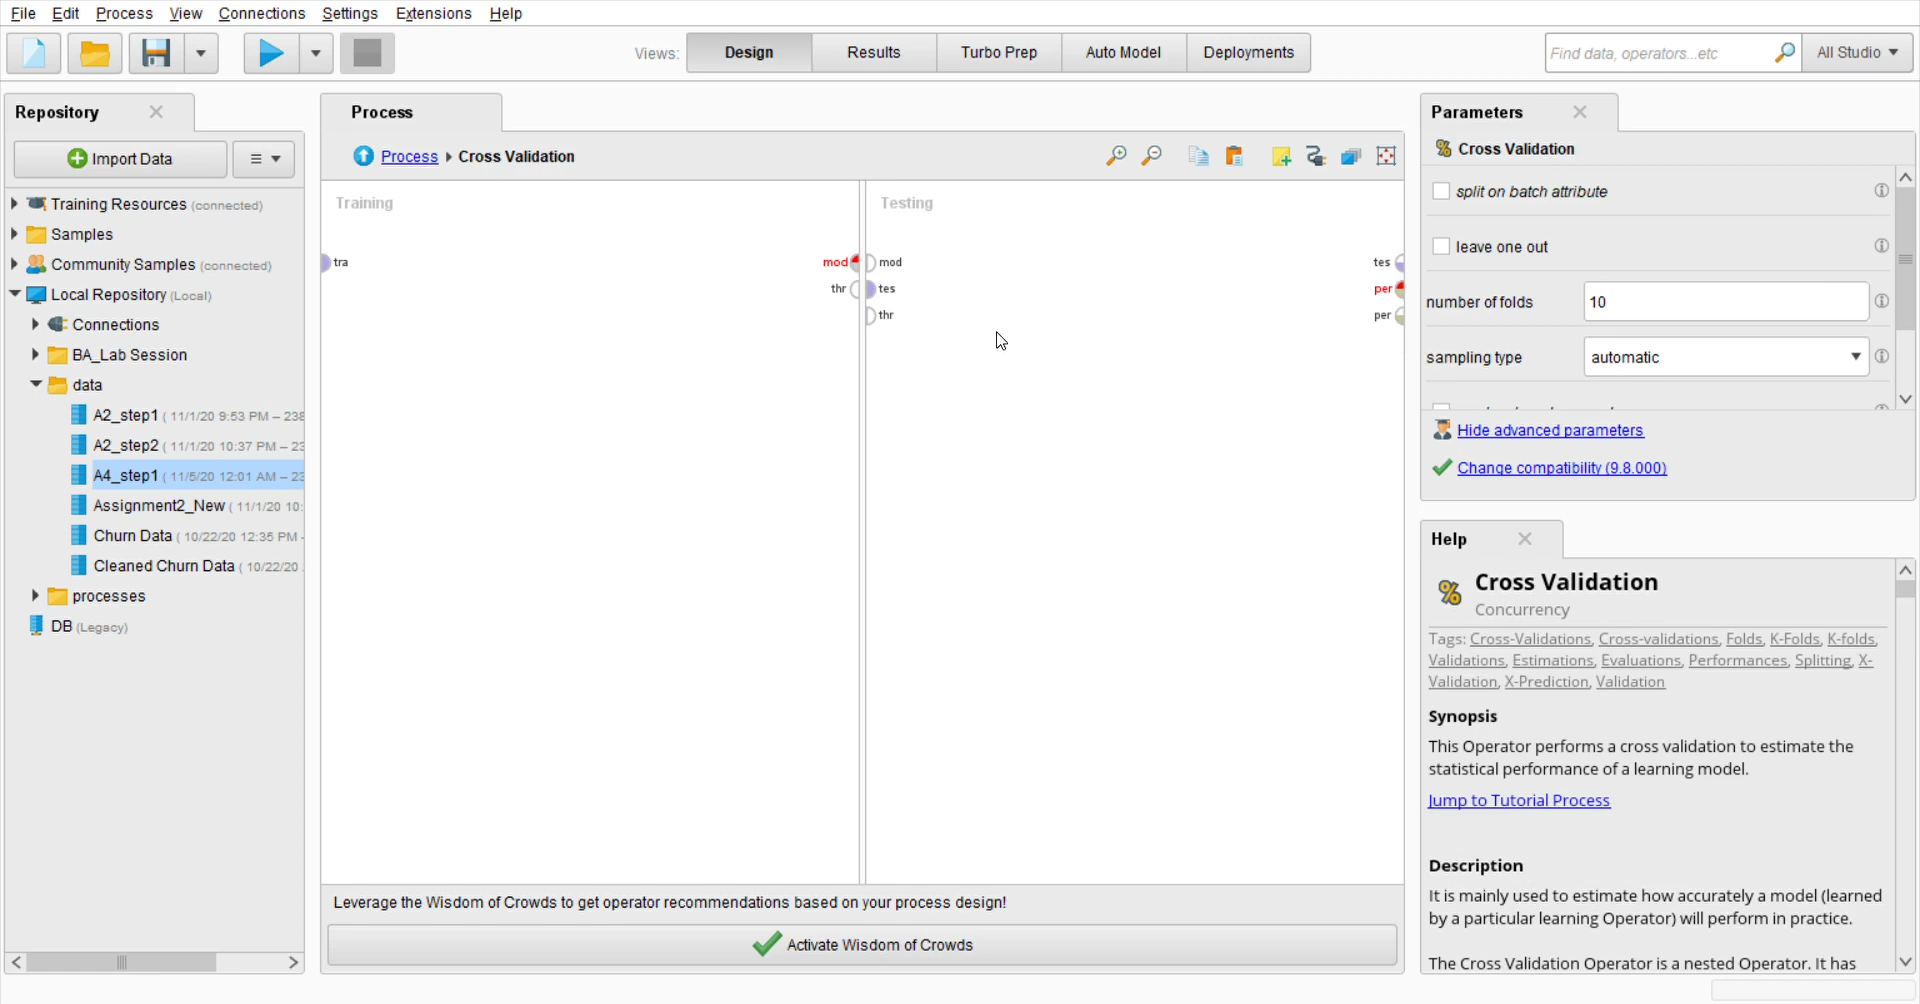 File Edit Process View Connections Settings Extensions Help
Views: Design Results Turbo Prep Auto Model Deployments
Find data, operators...etc
All Studio
Repository
Import Data
Training Resources (connected)
Samples
Community Samples (connected)
Local Repository (Local)
Connections
BA_Lab Session
data
A2_step1 ( 11/1/20 9:53 PM – 238
A2_step2 ( 11/1/20 10:37 PM – 23
A4_step1 ( 11/5/20 12:01 AM – 23
Assignment2_New ( 11/1/20 10:
Churn Data ( 10/22/20 12:35 PM -
Cleaned Churn Data ( 10/22/20
processes
DB (Legacy)
Process
Process Cross Validation
Training
tra
mod
thr
Testing
mod
tes
thr
tes
per
per
Leverage the Wisdom of Crowds to get operator recommendations based on your process design!
Activate Wisdom of Crowds
Parameters
Cross Validation
split on batch attribute
leave one out
number of folds 10
sampling type automatic
Hide advanced parameters
Change compatibility (9.8.000)
Help
Cross Validation
Concurrency
Tags: Cross-Validations, Cross-validations, Folds, K-Folds, K-folds,
Validations, Estimations, Evaluations, Performances, Splitting, X-
Validation, X-Prediction, Validation
Synopsis
This Operator performs a cross validation to estimate the
statistical performance of a learning model.
Jump to Tutorial Process
Description
It is mainly used to estimate how accurately a model (learned
by a particular learning Operator) will perform in practice.
The Cross Validation Operator is a nested Operator. It has